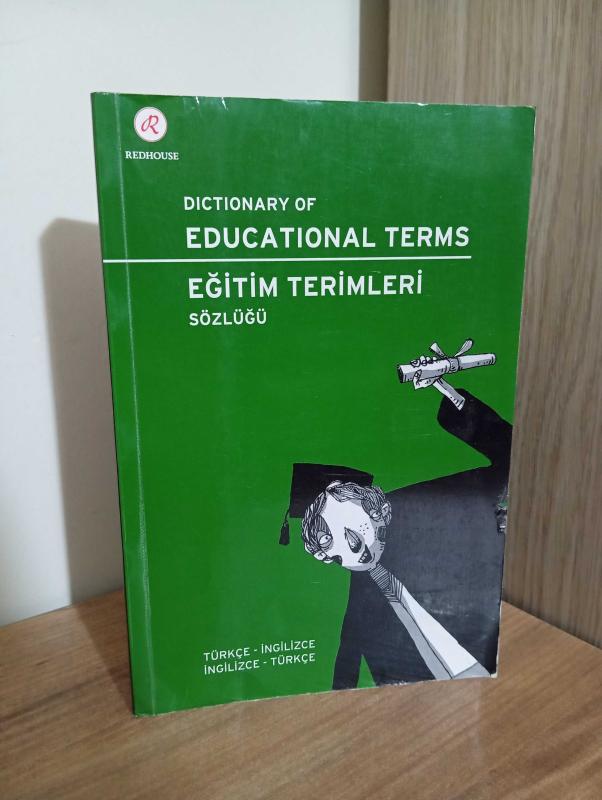 R
REDHOUSE
DICTIONARY OF
EDUCATIONAL TERMS
EĞİTİM TERİMLERİ
SÖZLÜĞÜ
TÜRKÇE - İNGİLİZCE
İNGİLİZCE - TÜRKÇE